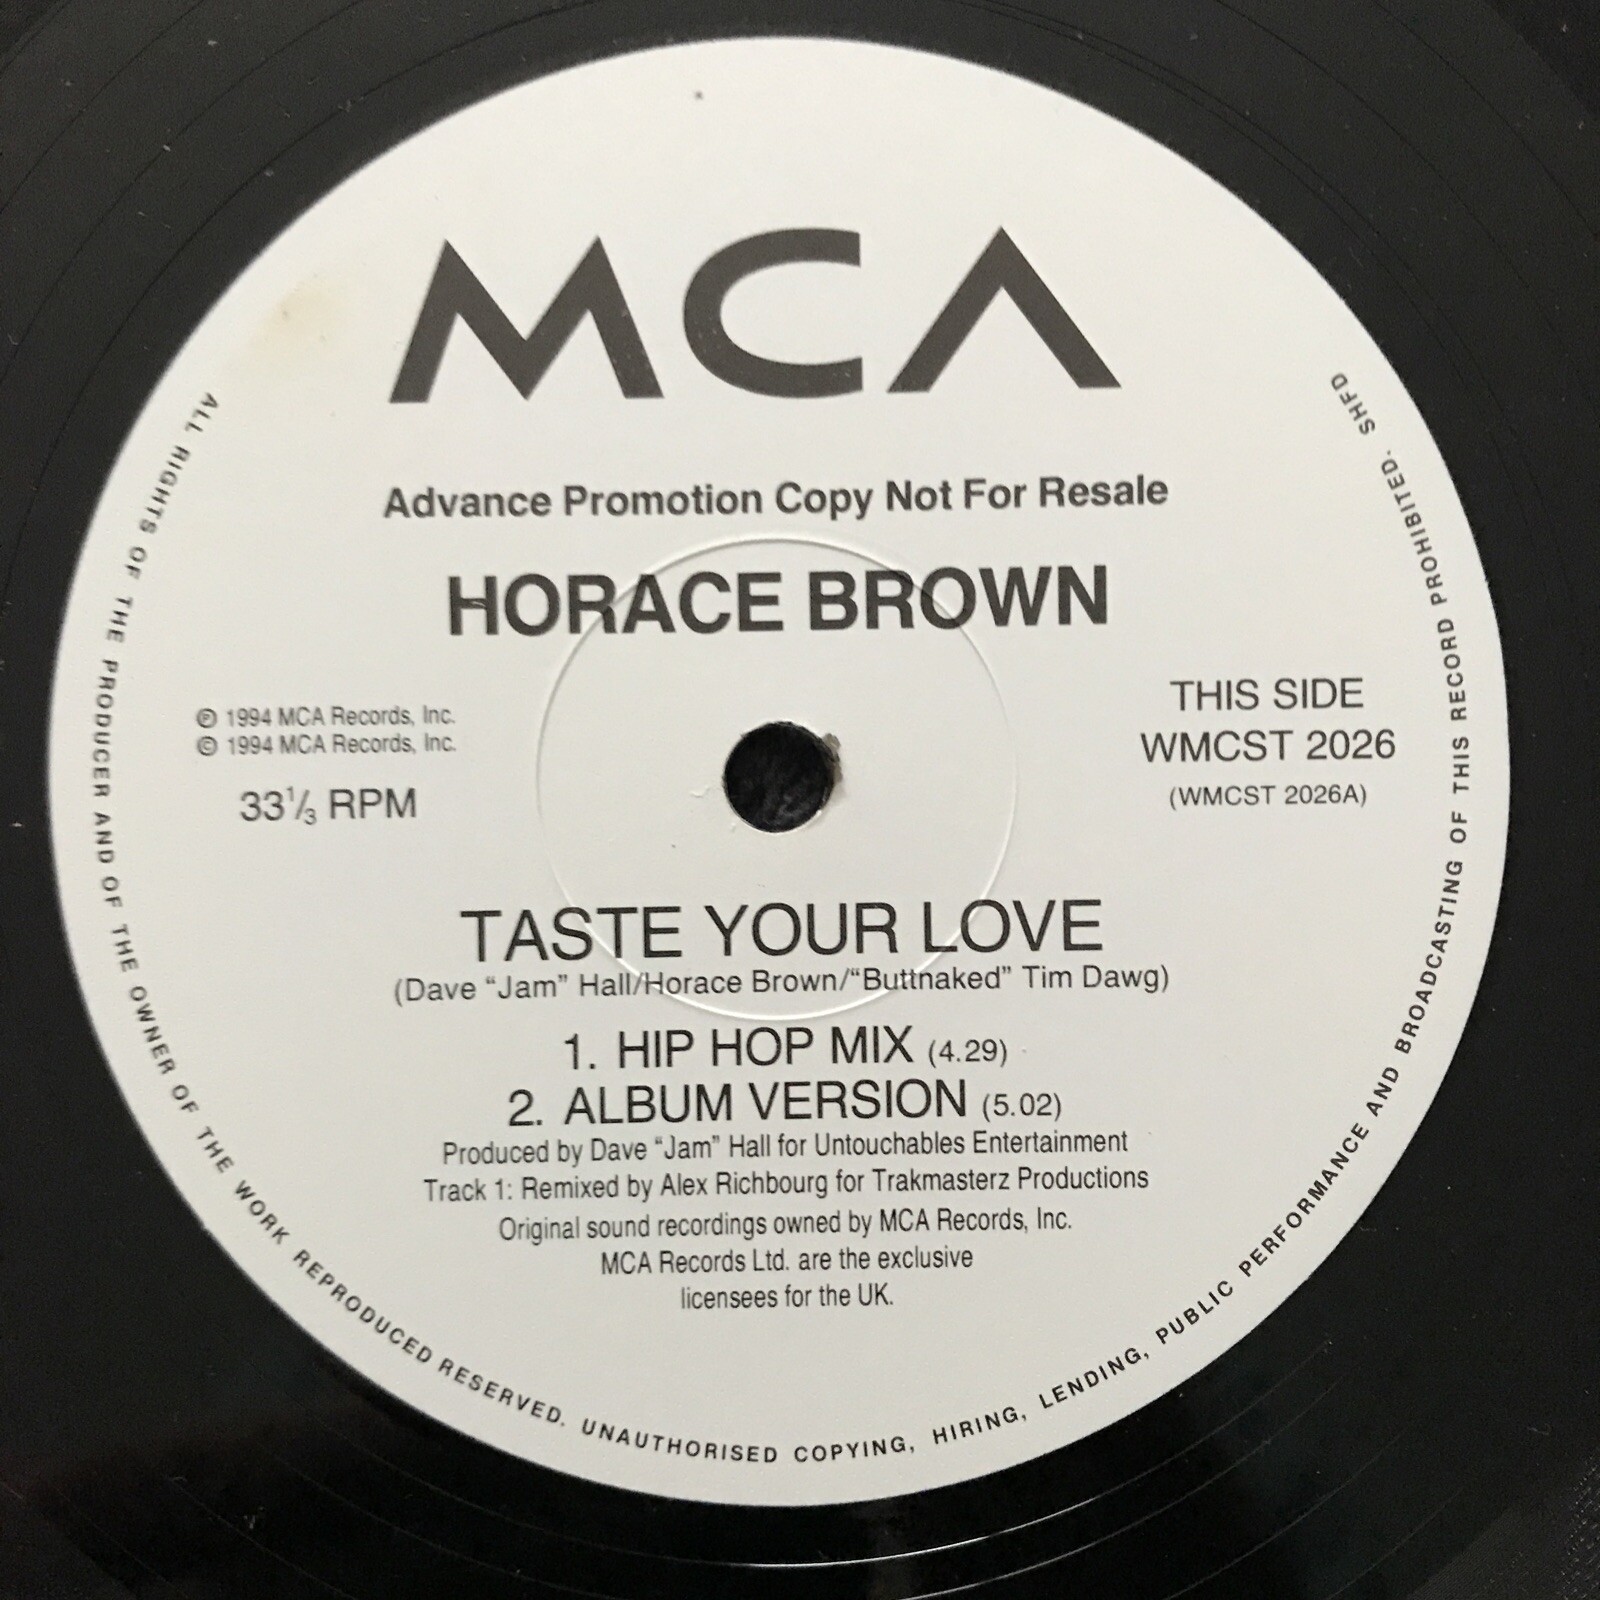 MCA
Advance Promotion Copy Not For Resale
HORACE BROWN
℗ 1994 MCA Records, Inc.
© 1994 MCA Records, Inc.
33⅓ RPM
THIS SIDE
WMCST 2026
(WMCST 2026A)
TASTE YOUR LOVE
(Dave “Jam” Hall/Horace Brown/“Buttnaked” Tim Dawg)
1. HIP HOP MIX (4.29)
2. ALBUM VERSION (5.02)
Produced by Dave “Jam” Hall for Untouchables Entertainment
Track 1: Remixed by Alex Richbourg for Trakmasterz Productions
Original sound recordings owned by MCA Records, Inc.
MCA Records Ltd. are the exclusive
licensees for the UK.
ALL RIGHTS OF THE PRODUCER AND OF THE OWNER OF THE WORK REPRODUCED RESERVED. UNAUTHORISED COPYING, HIRING, LENDING, PUBLIC PERFORMANCE AND BROADCASTING OF THIS RECORD PROHIBITED. SHFD